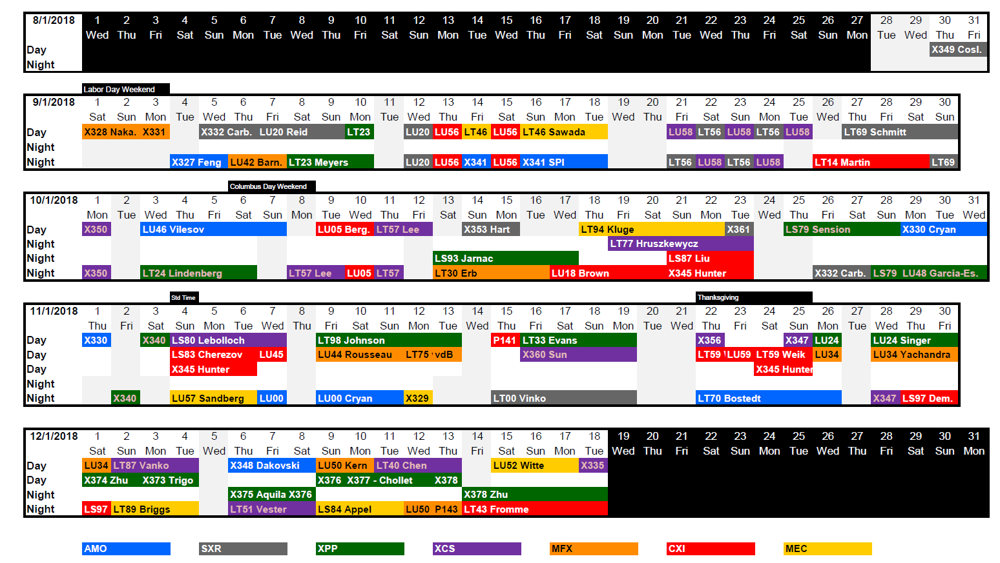 8/1/2018 1 2 3 4 5 6 7 8 9 10 11 12 13 14 15 16 17 18 19 20 21 22 23 24 25 26 27 28 29 30 31
Wed Thu Fri Sat Sun Mon Tue Wed Thu Fri Sat Sun Mon Tue Wed Thu Fri Sat Sun Mon Tue Wed Thu Fri Sat Sun Mon Tue Wed Thu Fri
Day X349 Cosl.
Night
Labor Day Weekend
9/1/2018 1 2 3 4 5 6 7 8 9 10 11 12 13 14 15 16 17 18 19 20 21 22 23 24 25 26 27 28 29 30
Sat Sun Mon Tue Wed Thu Fri Sat Sun Mon Tue Wed Thu Fri Sat Sun Mon Tue Wed Thu Fri Sat Sun Mon Tue Wed Thu Fri Sat Sun
Day X328 Naka. X331 X332 Carb. LU20 Reid LT23 LU20 LU56 LT46 LU56 LT46 Sawada LU58 LT56 LU58 LT56 LU58 LT69 Schmitt
Night
Night X327 Feng LU42 Barn. LT23 Meyers LU20 LU56 X341 LU56 X341 SPI LT56 LU58 LT56 LU58 LT14 Martin LT69
Columbus Day Weekend
10/1/2018 1 2 3 4 5 6 7 8 9 10 11 12 13 14 15 16 17 18 19 20 21 22 23 24 25 26 27 28 29 30 31
Mon Tue Wed Thu Fri Sat Sun Mon Tue Wed Thu Fri Sat Sun Mon Tue Wed Thu Fri Sat Sun Mon Tue Wed Thu Fri Sat Sun Mon Tue Wed
Day X350 LU46 Vilesov LU05 Berg. LT57 Lee X353 Hart LT94 Kluge X361 LS79 Sension X330 Cryan
Night LT77 Hruszkewycz
Night LS93 Jarnac LS87 Liu
Night X350 LT24 Lindenberg LT57 Lee LU05 LT57 LT30 Erb LU18 Brown X345 Hunter X332 Carb. LS79 LU48 Garcia-Es.
Std Time Thanksgiving
11/1/2018 1 2 3 4 5 6 7 8 9 10 11 12 13 14 15 16 17 18 19 20 21 22 23 24 25 26 27 28 29 30
Thu Fri Sat Sun Mon Tue Wed Thu Fri Sat Sun Mon Tue Wed Thu Fri Sat Sun Mon Tue Wed Thu Fri Sat Sun Mon Tue Wed Thu Fri
Day X330 X340 LS80 Lebolloch LT98 Johnson P141 LT33 Evans X356 X347 LU24 LU24 Singer
Day LS83 Cherezov LU45 LU44 Rousseau LT75 vdB X360 Sun LT59 LU59 LT59 Weik LU34 LU34 Yachandra
Day X345 Hunter X345 Hunter
Night
Night X340 LU57 Sandberg LU00 LU00 Cryan X329 LT00 Vinko LT70 Bostedt X347 LS97 Dem.
12/1/2018 1 2 3 4 5 6 7 8 9 10 11 12 13 14 15 16 17 18 19 20 21 22 23 24 25 26 27 28 29 30 31
Sat Sun Mon Tue Wed Thu Fri Sat Sun Mon Tue Wed Thu Fri Sat Sun Mon Tue Wed Thu Fri Sat Sun Mon Tue Wed Thu Fri Sat Sun Mon
Day LU34 LT87 Vanko X348 Dakovski LU50 Kern LT40 Chen LU52 Witte X335
Day X374 Zhu X373 Trigo X376 X377 - Chollet X378
Night X375 Aquila X376 X378 Zhu
Night LS97 LT89 Briggs LT51 Vester LS84 Appel LU50 P143 LT43 Fromme
AMO SXR XPP XCS MFX CXI MEC